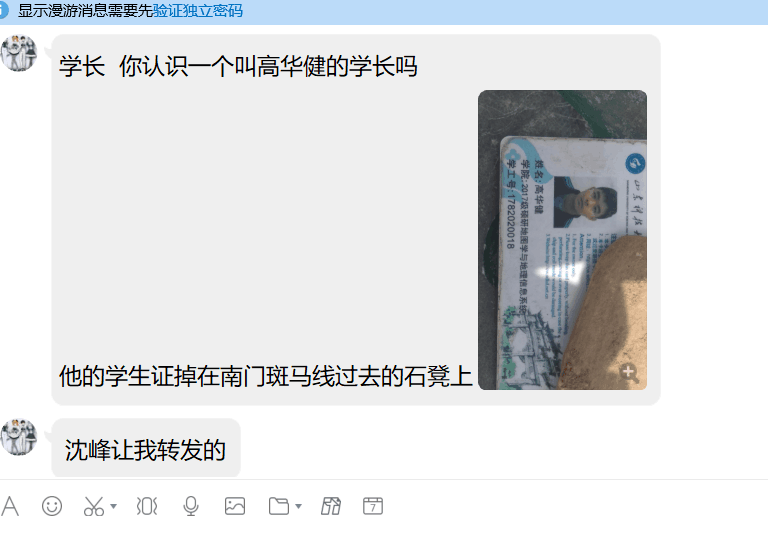 显示漫游消息需要先验证独立密码
学长 你认识一个叫高华健的学长吗
姓名:高华健
学院:2017级硕研地图学与地理信息系统
学工号:1782020018
他的学生证掉在南门斑马线过去的石凳上
沈峰让我转发的
7